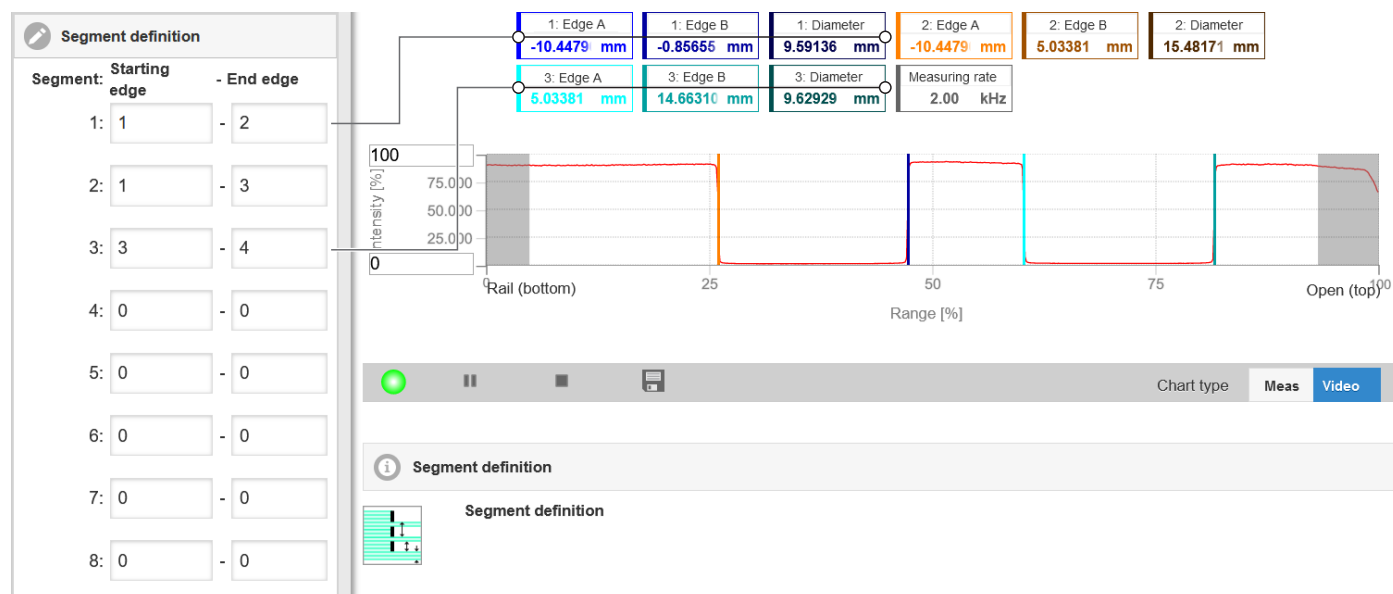 Segment definition
Segment: Starting edge - End edge
1: 1 - 2
2: 1 - 3
3: 3 - 4
4: 0 - 0
5: 0 - 0
6: 0 - 0
7: 0 - 0
8: 0 - 0
1: Edge A 1: Edge B 1: Diameter 2: Edge A 2: Edge B 2: Diameter
-10.4479 mm -0.85655 mm 9.59136 mm -10.4479 mm 5.03381 mm 15.48171 mm
3: Edge A 3: Edge B 3: Diameter Measuring rate
5.03381 mm 14.66310 mm 9.62929 mm 2.00 kHz
100
75.000
50.000
25.000
0
Intensity [%]
0 25 50 75 100
Rail (bottom) Open (top)
Range [%]
Chart type Meas Video
Segment definition
Segment definition